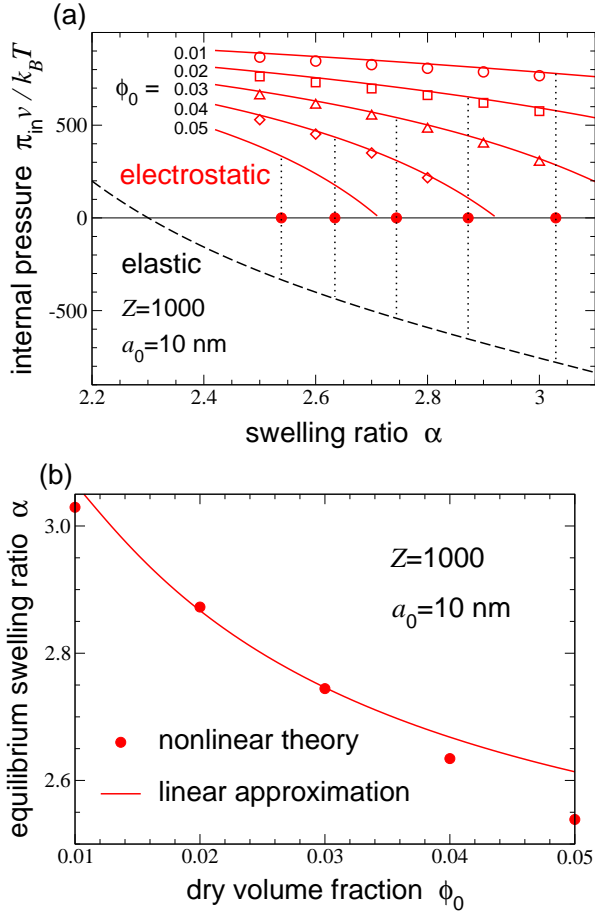 (a)
internal pressure π_in v / k_B T
500
0
-500
ϕ_0 =
0.01
0.02
0.03
0.04
0.05
electrostatic
elastic
Z=1000
a_0=10 nm
2.2 2.4 2.6 2.8 3
swelling ratio α
(b)
equilibrium swelling ratio α
3.0
2.8
2.6
Z=1000
a_0=10 nm
nonlinear theory
linear approximation
0.01 0.02 0.03 0.04 0.05
dry volume fraction ϕ_0